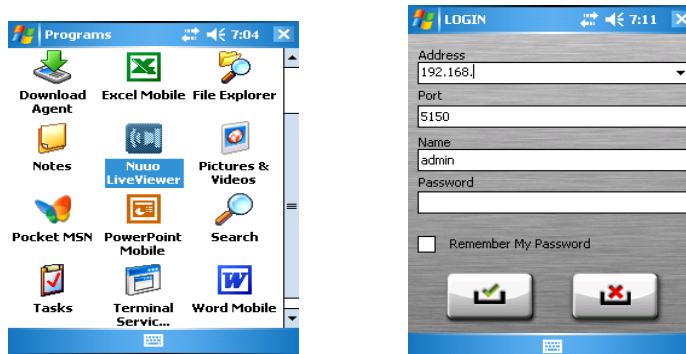 Programs 7:04
Download Agent
Excel Mobile
File Explorer
Notes
Nuuo LiveViewer
Pictures & Videos
Pocket MSN
PowerPoint Mobile
Search
Tasks
Terminal Servic...
Word Mobile
LOGIN 7:11
Address
192.168.
Port
5150
Name
admin
Password
Remember My Password